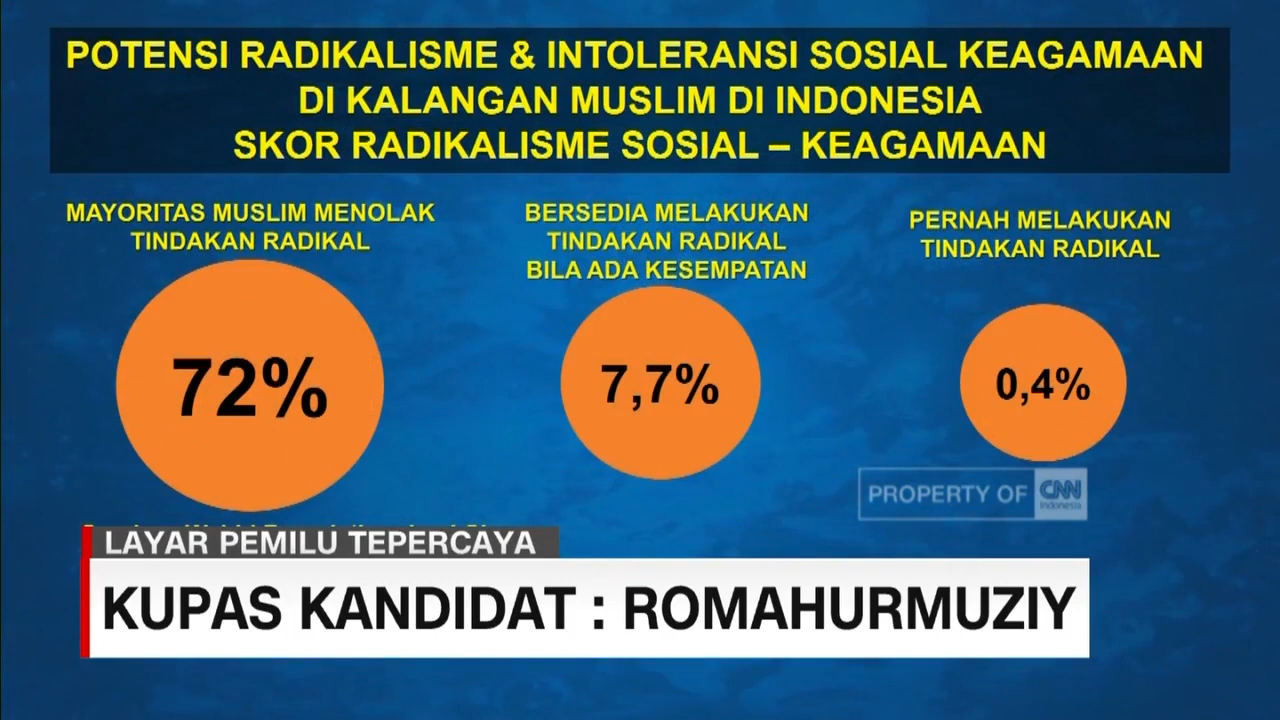 POTENSI RADIKALISME & INTOLERANSI SOSIAL KEAGAMAAN
DI KALANGAN MUSLIM DI INDONESIA
SKOR RADIKALISME SOSIAL – KEAGAMAAN
MAYORITAS MUSLIM MENOLAK
TINDAKAN RADIKAL
72%
BERSEDIA MELAKUKAN
TINDAKAN RADIKAL
BILA ADA KESEMPATAN
7,7%
PERNAH MELAKUKAN
TINDAKAN RADIKAL
0,4%
PROPERTY OF CNN
Indonesia
LAYAR PEMILU TEPERCAYA
KUPAS KANDIDAT : ROMAHURMUZIY